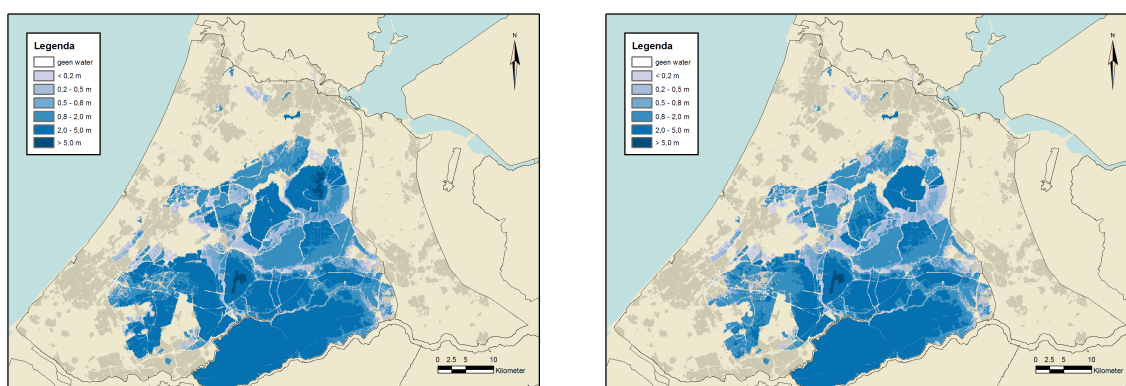 Legenda
geen water
< 0,2 m
0,2 - 0,5 m
0,5 - 0,8 m
0,8 - 2,0 m
2,0 - 5,0 m
> 5,0 m
N
0 2.5 5 10
Kilometer
Legenda
geen water
< 0,2 m
0,2 - 0,5 m
0,5 - 0,8 m
0,8 - 2,0 m
2,0 - 5,0 m
> 5,0 m
N
0 2.5 5 10
Kilometer